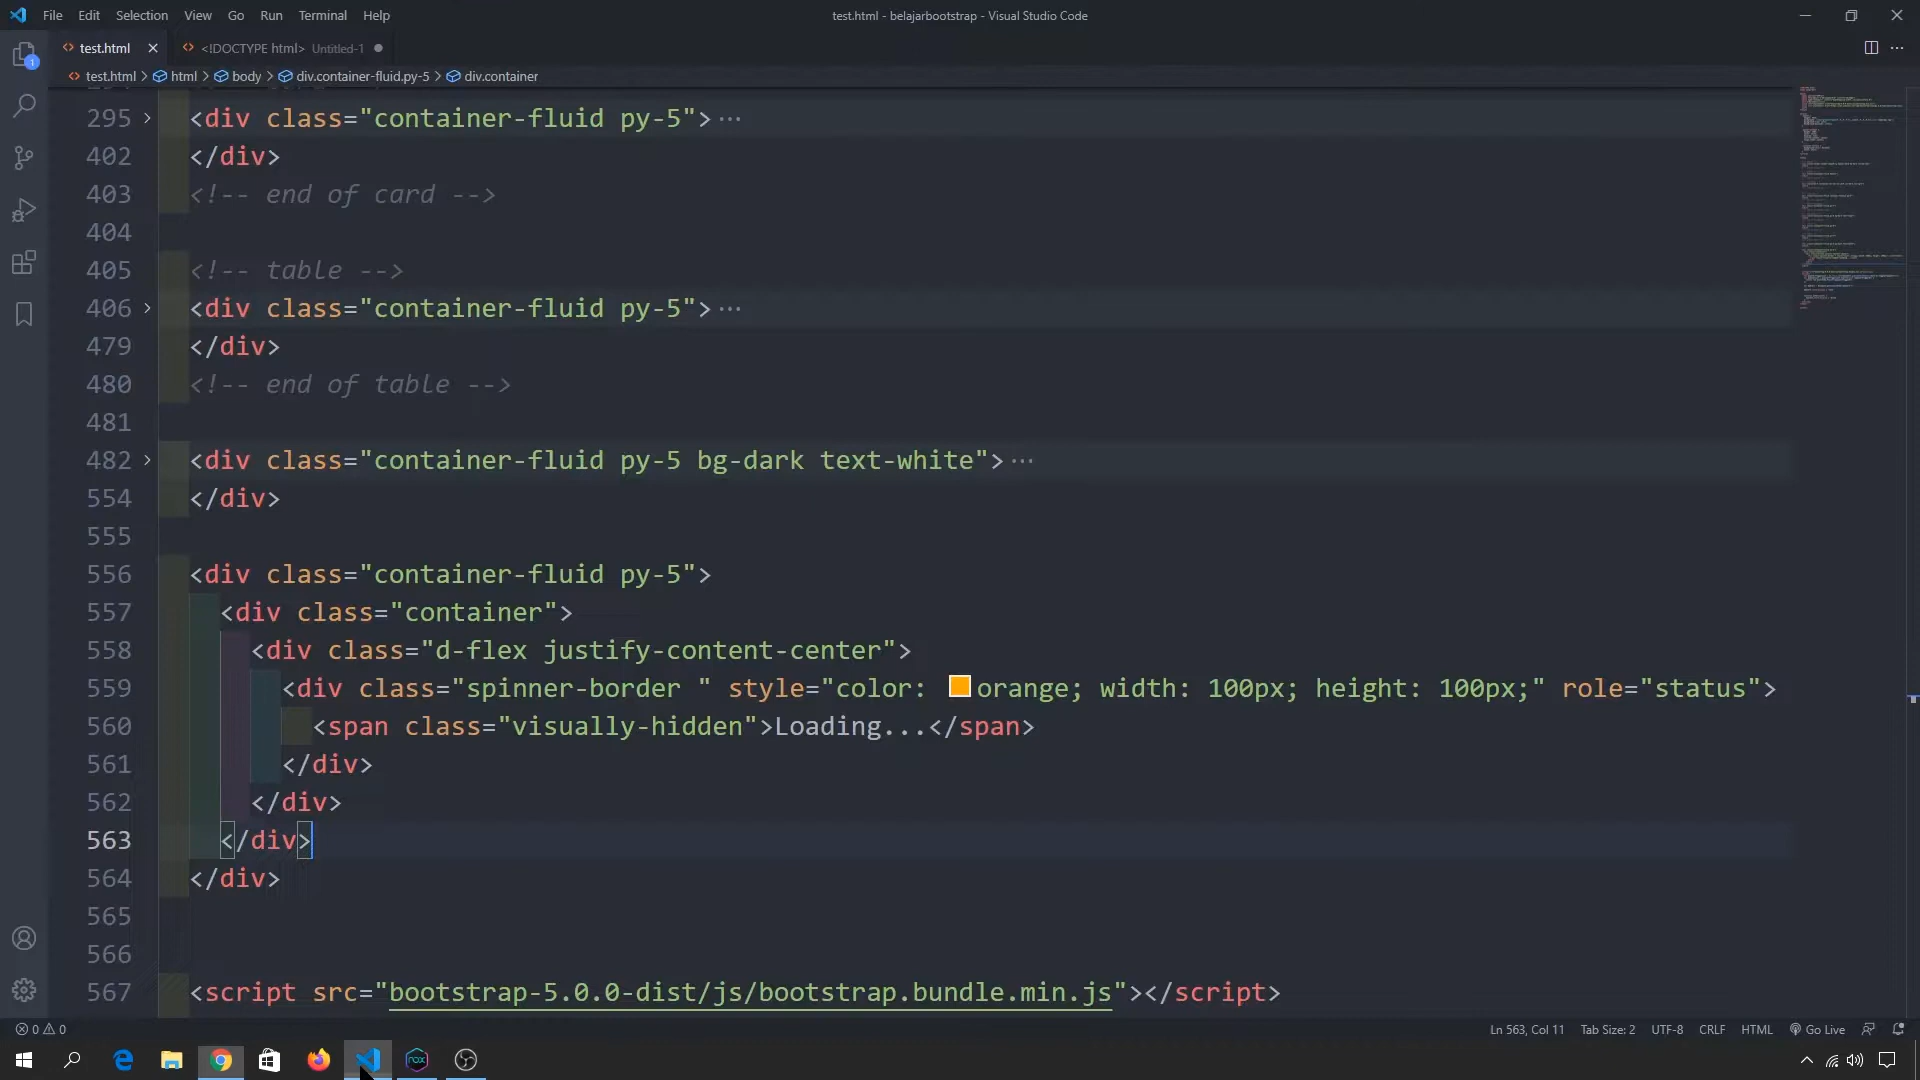 File Edit Selection View Go Run Terminal Help
test.html - belajarbootstrap - Visual Studio Code
test.html
<!DOCTYPE html> Untitled-1
test.html > html > body > div.container-fluid.py-5 > div.container
1
295 <div class="container-fluid py-5">···
402 </div>
403 <!-- end of card -->
404
405 <!-- table -->
406 <div class="container-fluid py-5">···
479 </div>
480 <!-- end of table -->
481
482 <div class="container-fluid py-5 bg-dark text-white">···
554 </div>
555
556 <div class="container-fluid py-5">
557 <div class="container">
558 <div class="d-flex justify-content-center">
559 <div class="spinner-border " style="color: orange; width: 100px; height: 100px;" role="status">
560 <span class="visually-hidden">Loading...</span>
561 </div>
562 </div>
563 </div>
564 </div>
565
566
567 <script src="bootstrap-5.0.0-dist/js/bootstrap.bundle.min.js"></script>
0 0
Ln 563, Col 11 Tab Size: 2 UTF-8 CRLF HTML Go Live
nox